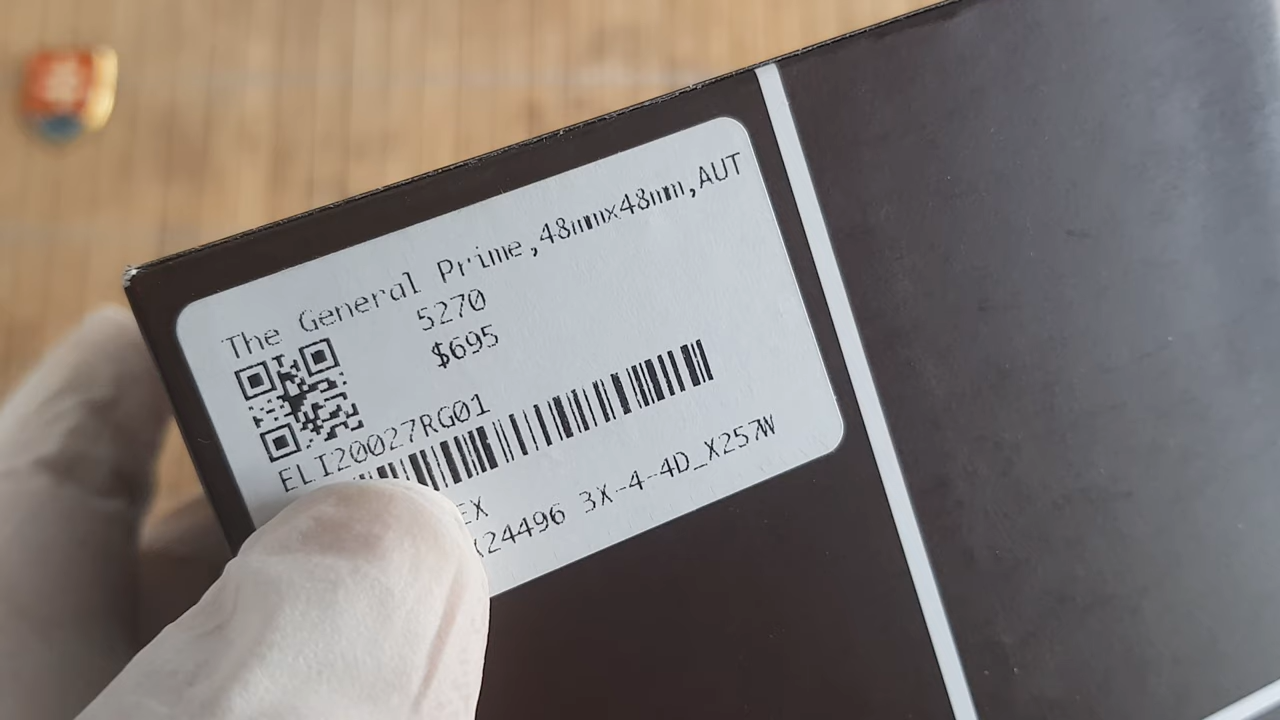 The General Prime,48mmx48mm,AUT
5270
$695
ELI20027RG01
EX
24496 3X-4-4D_X257W